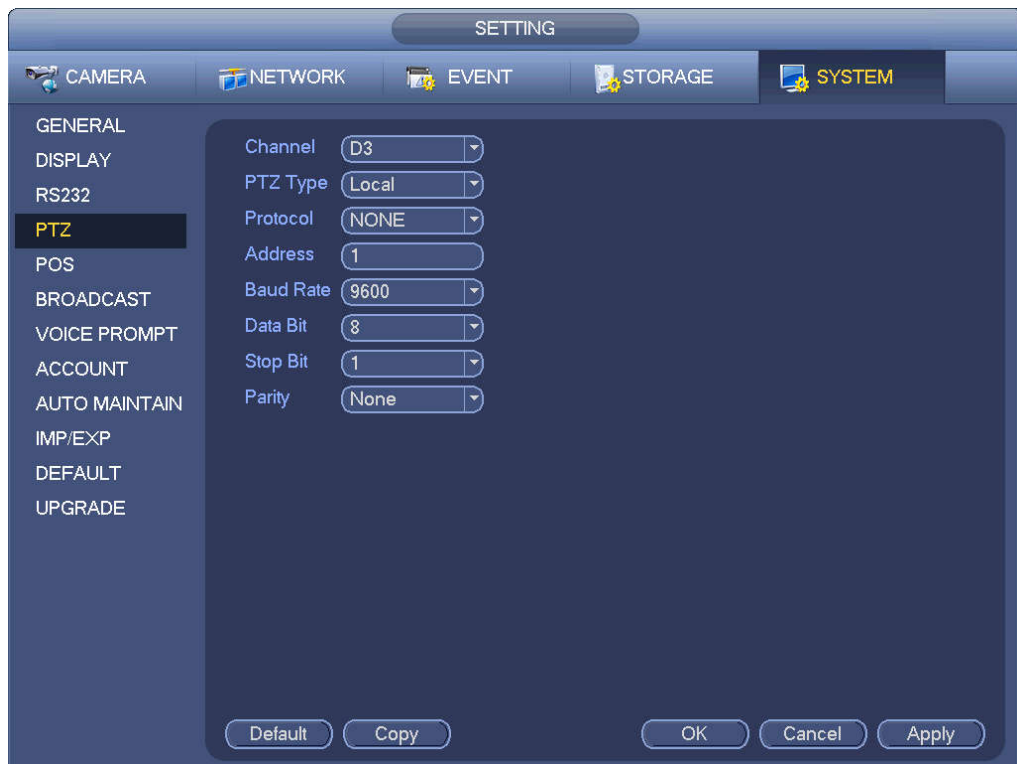 SETTING
CAMERA NETWORK EVENT STORAGE SYSTEM
GENERAL
DISPLAY
RS232
PTZ
POS
BROADCAST
VOICE PROMPT
ACCOUNT
AUTO MAINTAIN
IMP/EXP
DEFAULT
UPGRADE
Channel D3
PTZ Type Local
Protocol NONE
Address 1
Baud Rate 9600
Data Bit 8
Stop Bit 1
Parity None
Default Copy OK Cancel Apply